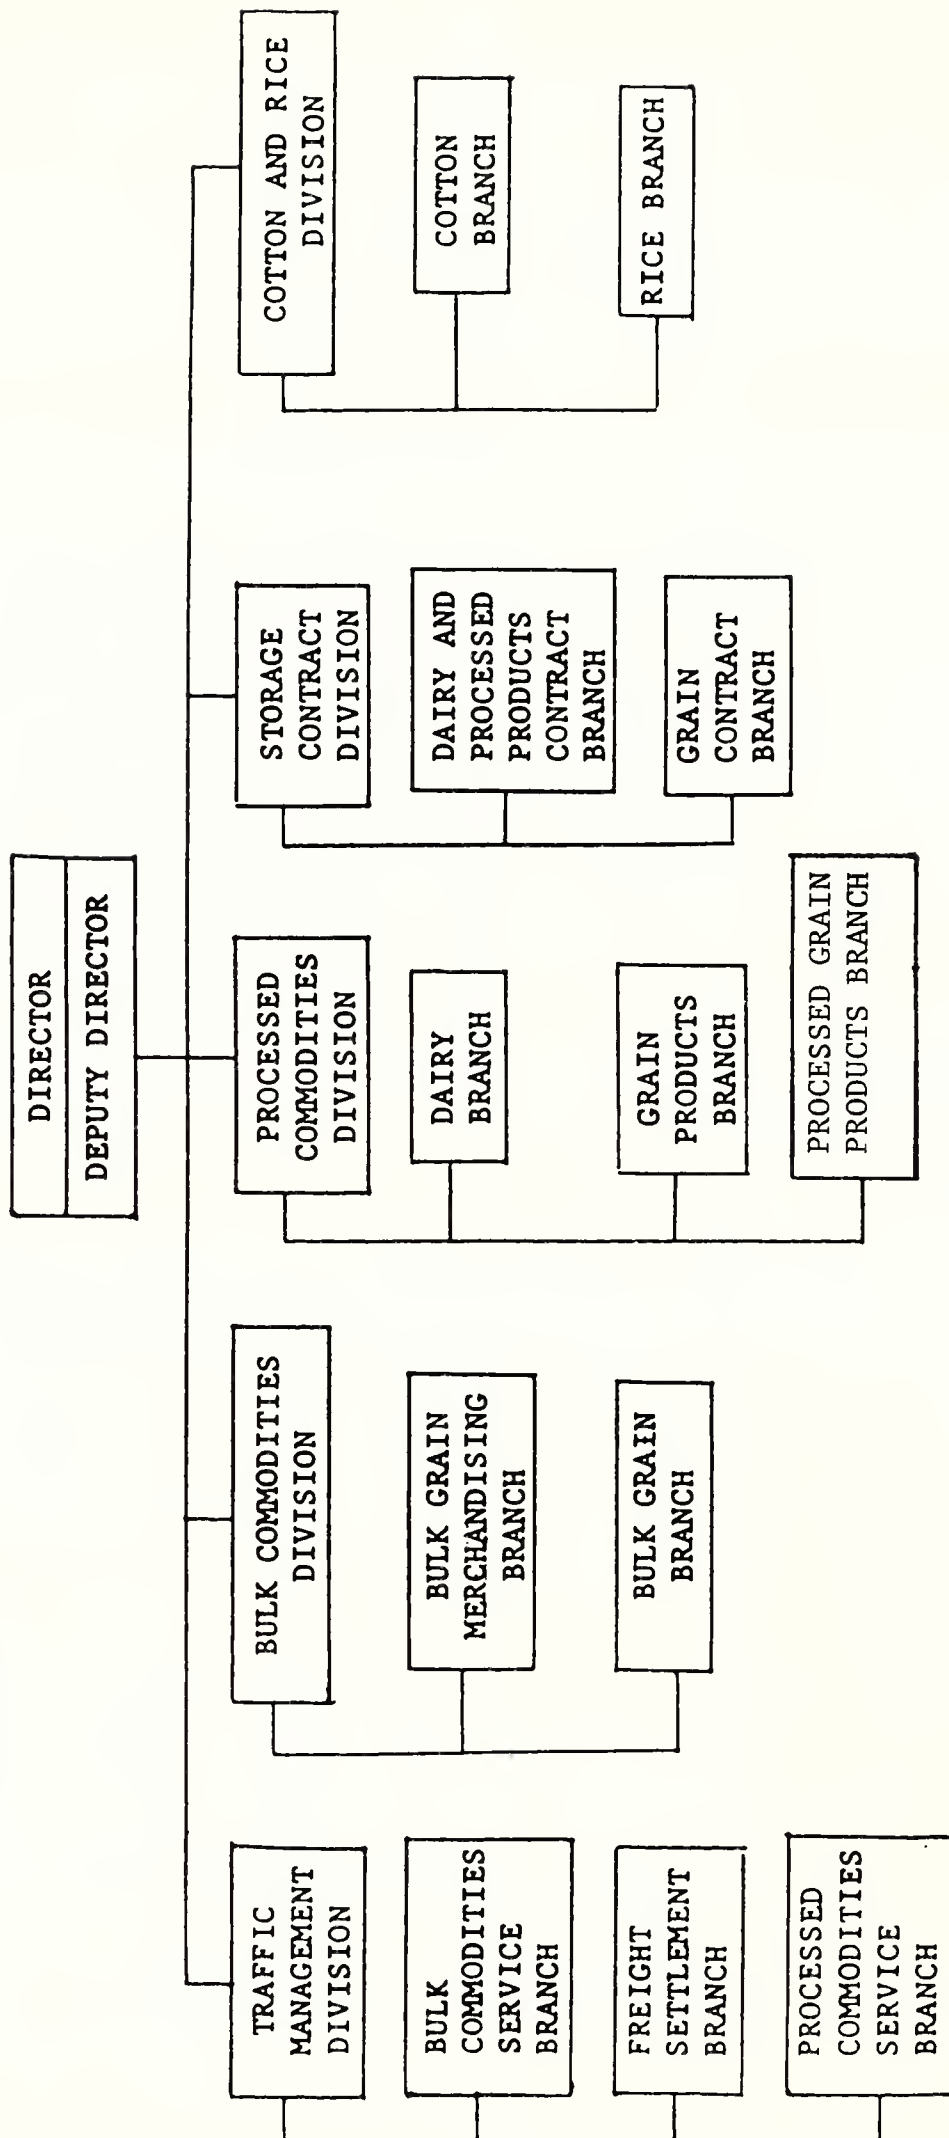 DIRECTOR
DEPUTY DIRECTOR
TRAFFIC
MANAGEMENT
DIVISION
BULK
COMMODITIES
SERVICE
BRANCH
FREIGHT
SETTLEMENT
BRANCH
PROCESSED
COMMODITIES
SERVICE
BRANCH
BULK COMMODITIES
DIVISION
BULK GRAIN
MERCHANDISING
BRANCH
BULK GRAIN
BRANCH
PROCESSED
COMMODITIES
DIVISION
DAIRY
BRANCH
GRAIN
PRODUCTS
BRANCH
PROCESSED GRAIN
PRODUCTS BRANCH
STORAGE
CONTRACT
DIVISION
DAIRY AND
PROCESSED
PRODUCTS
CONTRACT
BRANCH
GRAIN
CONTRACT
BRANCH
COTTON AND RICE
DIVISION
COTTON
BRANCH
RICE BRANCH